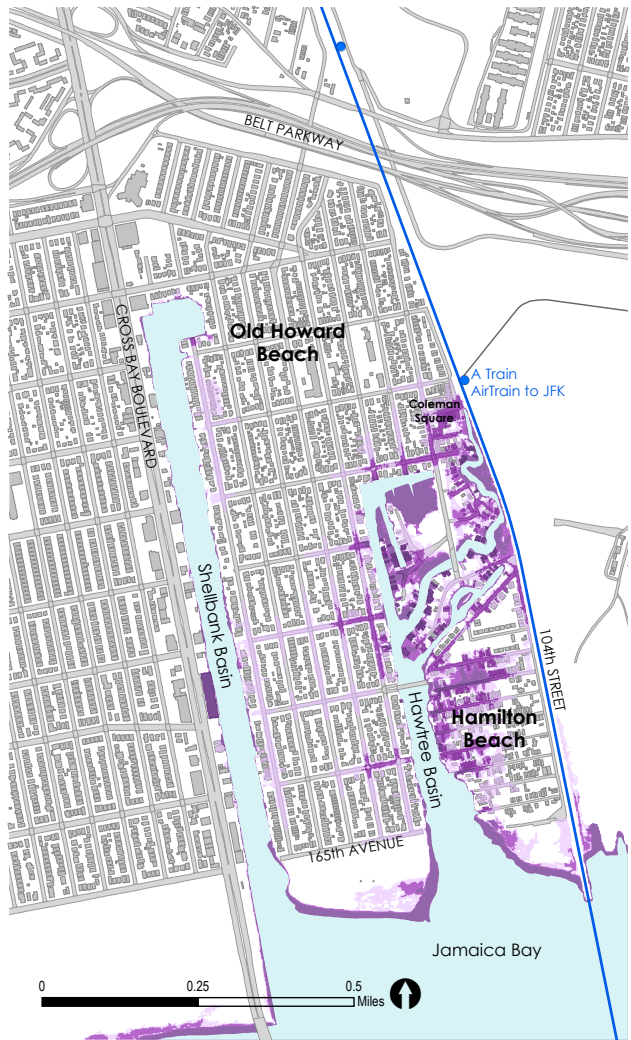 BELT PARKWAY
CROSS BAY BOULEVARD
Old Howard
Beach
A Train
AirTrain to JFK
Coleman
Square
Shellbank Basin
104th STREET
Hawtree Basin
Hamilton
Beach
165th AVENUE
Jamaica Bay
0 0.25 0.5
Miles